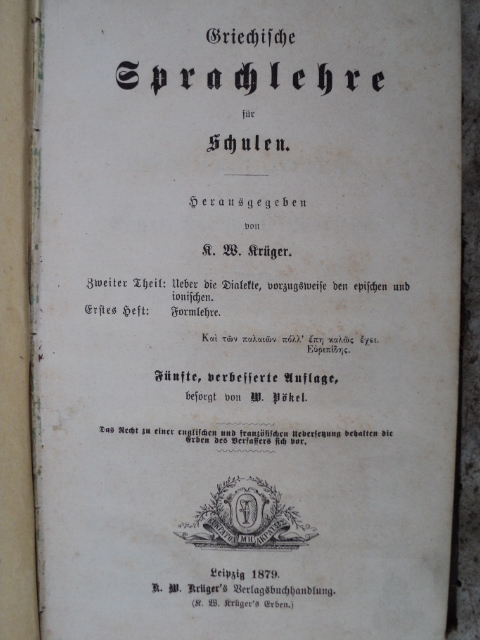 Griechische
Sprachlehre
für
Schulen.
Herausgegeben
von
K. W. Krüger.
Zweiter Theil: Ueber die Dialekte, vorzugsweise den epischen und
ionischen.
Erstes Heft: Formlehre.
Καὶ τῶν παλαιῶν πόλλ' ἔπη καλῶς ἔχει.
Εὐριπίδης.
Fünfte, verbesserte Auflage,
besorgt von W. Pökel.
Das Recht zu einer englischen und französischen Uebersetzung behalten die
Erben des Verfassers sich vor.
Leipzig 1879.
K. W. Krüger's Verlagsbuchhandlung.
(K. W. Krüger's Erben.)